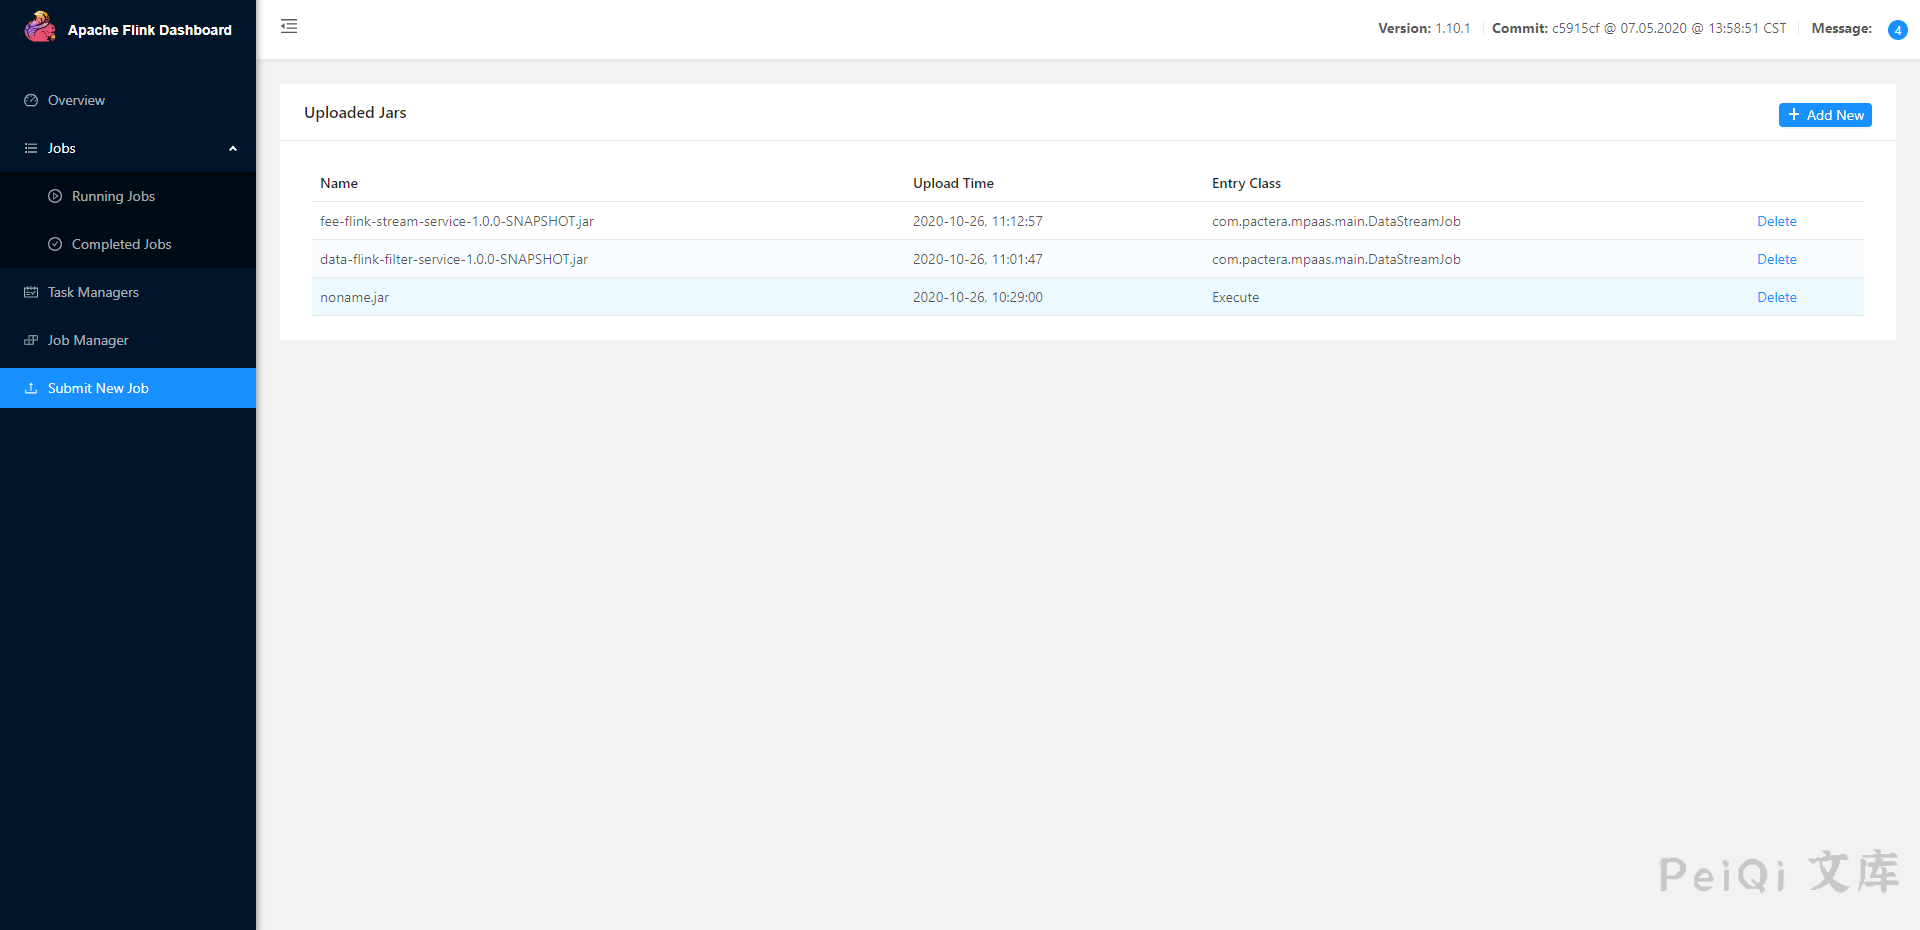 Apache Flink Dashboard
Version: 1.10.1 Commit: c5915cf @ 07.05.2020 @ 13:58:51 CST Message: 4
Overview
Jobs
Running Jobs
Completed Jobs
Task Managers
Job Manager
Submit New Job
Uploaded Jars
Add New
Name Upload Time Entry Class
fee-flink-stream-service-1.0.0-SNAPSHOT.jar 2020-10-26, 11:12:57 com.pactera.mpaas.main.DataStreamJob Delete
data-flink-filter-service-1.0.0-SNAPSHOT.jar 2020-10-26, 11:01:47 com.pactera.mpaas.main.DataStreamJob Delete
noname.jar 2020-10-26, 10:29:00 Execute Delete
PeiQi 文库